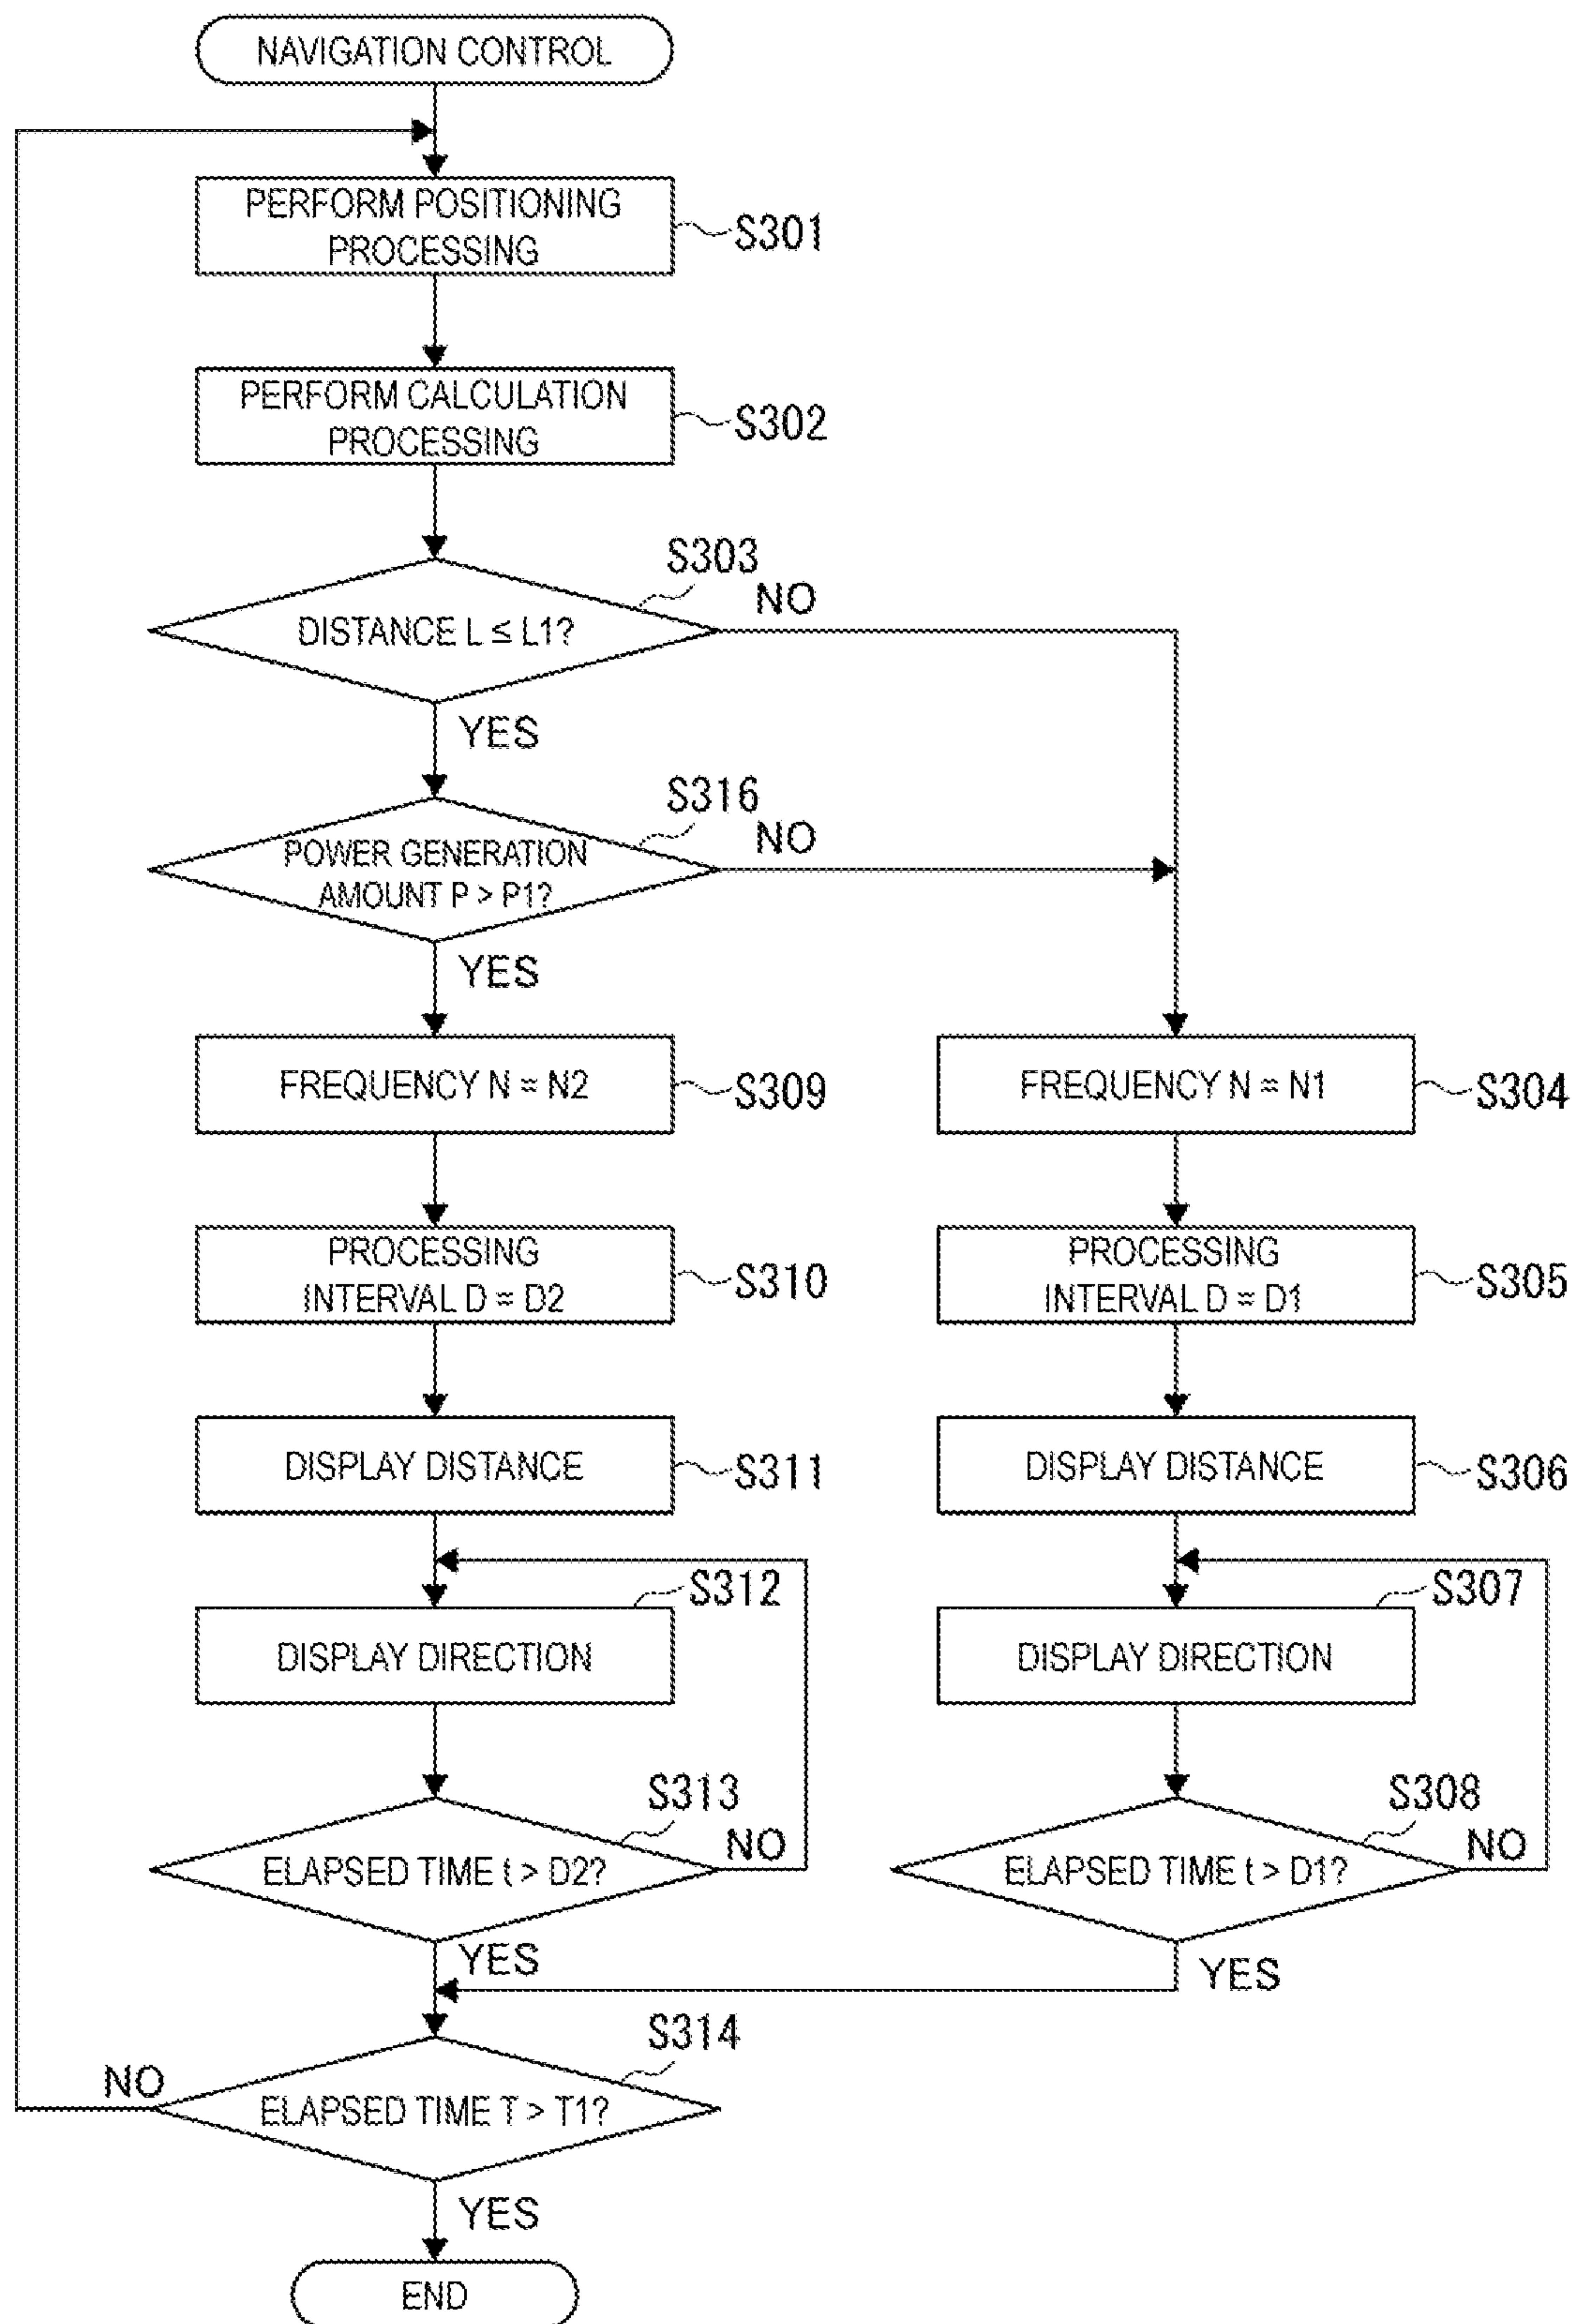 NAVIGATION CONTROL
PERFORM POSITIONING
PROCESSING
S301
PERFORM CALCULATION
PROCESSING
S302
S303
DISTANCE L ≤ L1?
NO
YES
S316
POWER GENERATION
AMOUNT P > P1?
NO
YES
FREQUENCY N = N2
S309
FREQUENCY N = N1
S304
PROCESSING
INTERVAL D = D2
S310
PROCESSING
INTERVAL D = D1
S305
DISPLAY DISTANCE
S311
DISPLAY DISTANCE
S306
S312
DISPLAY DIRECTION
S307
DISPLAY DIRECTION
S313
ELAPSED TIME t > D2?
NO
YES
S308
ELAPSED TIME t > D1?
NO
YES
S314
NO
ELAPSED TIME T > T1?
YES
END